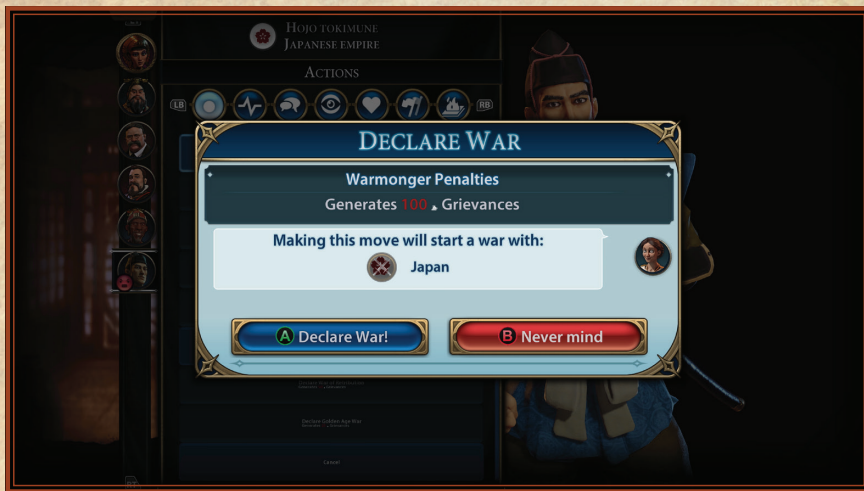 Hojo Tokimune
Japanese Empire
Actions
LB
RB
Declare War
Warmonger Penalties
Generates 100 Grievances
Making this move will start a war with:
Japan
A Declare War!
B Never mind
Declare Golden Age War
Cancel
RT